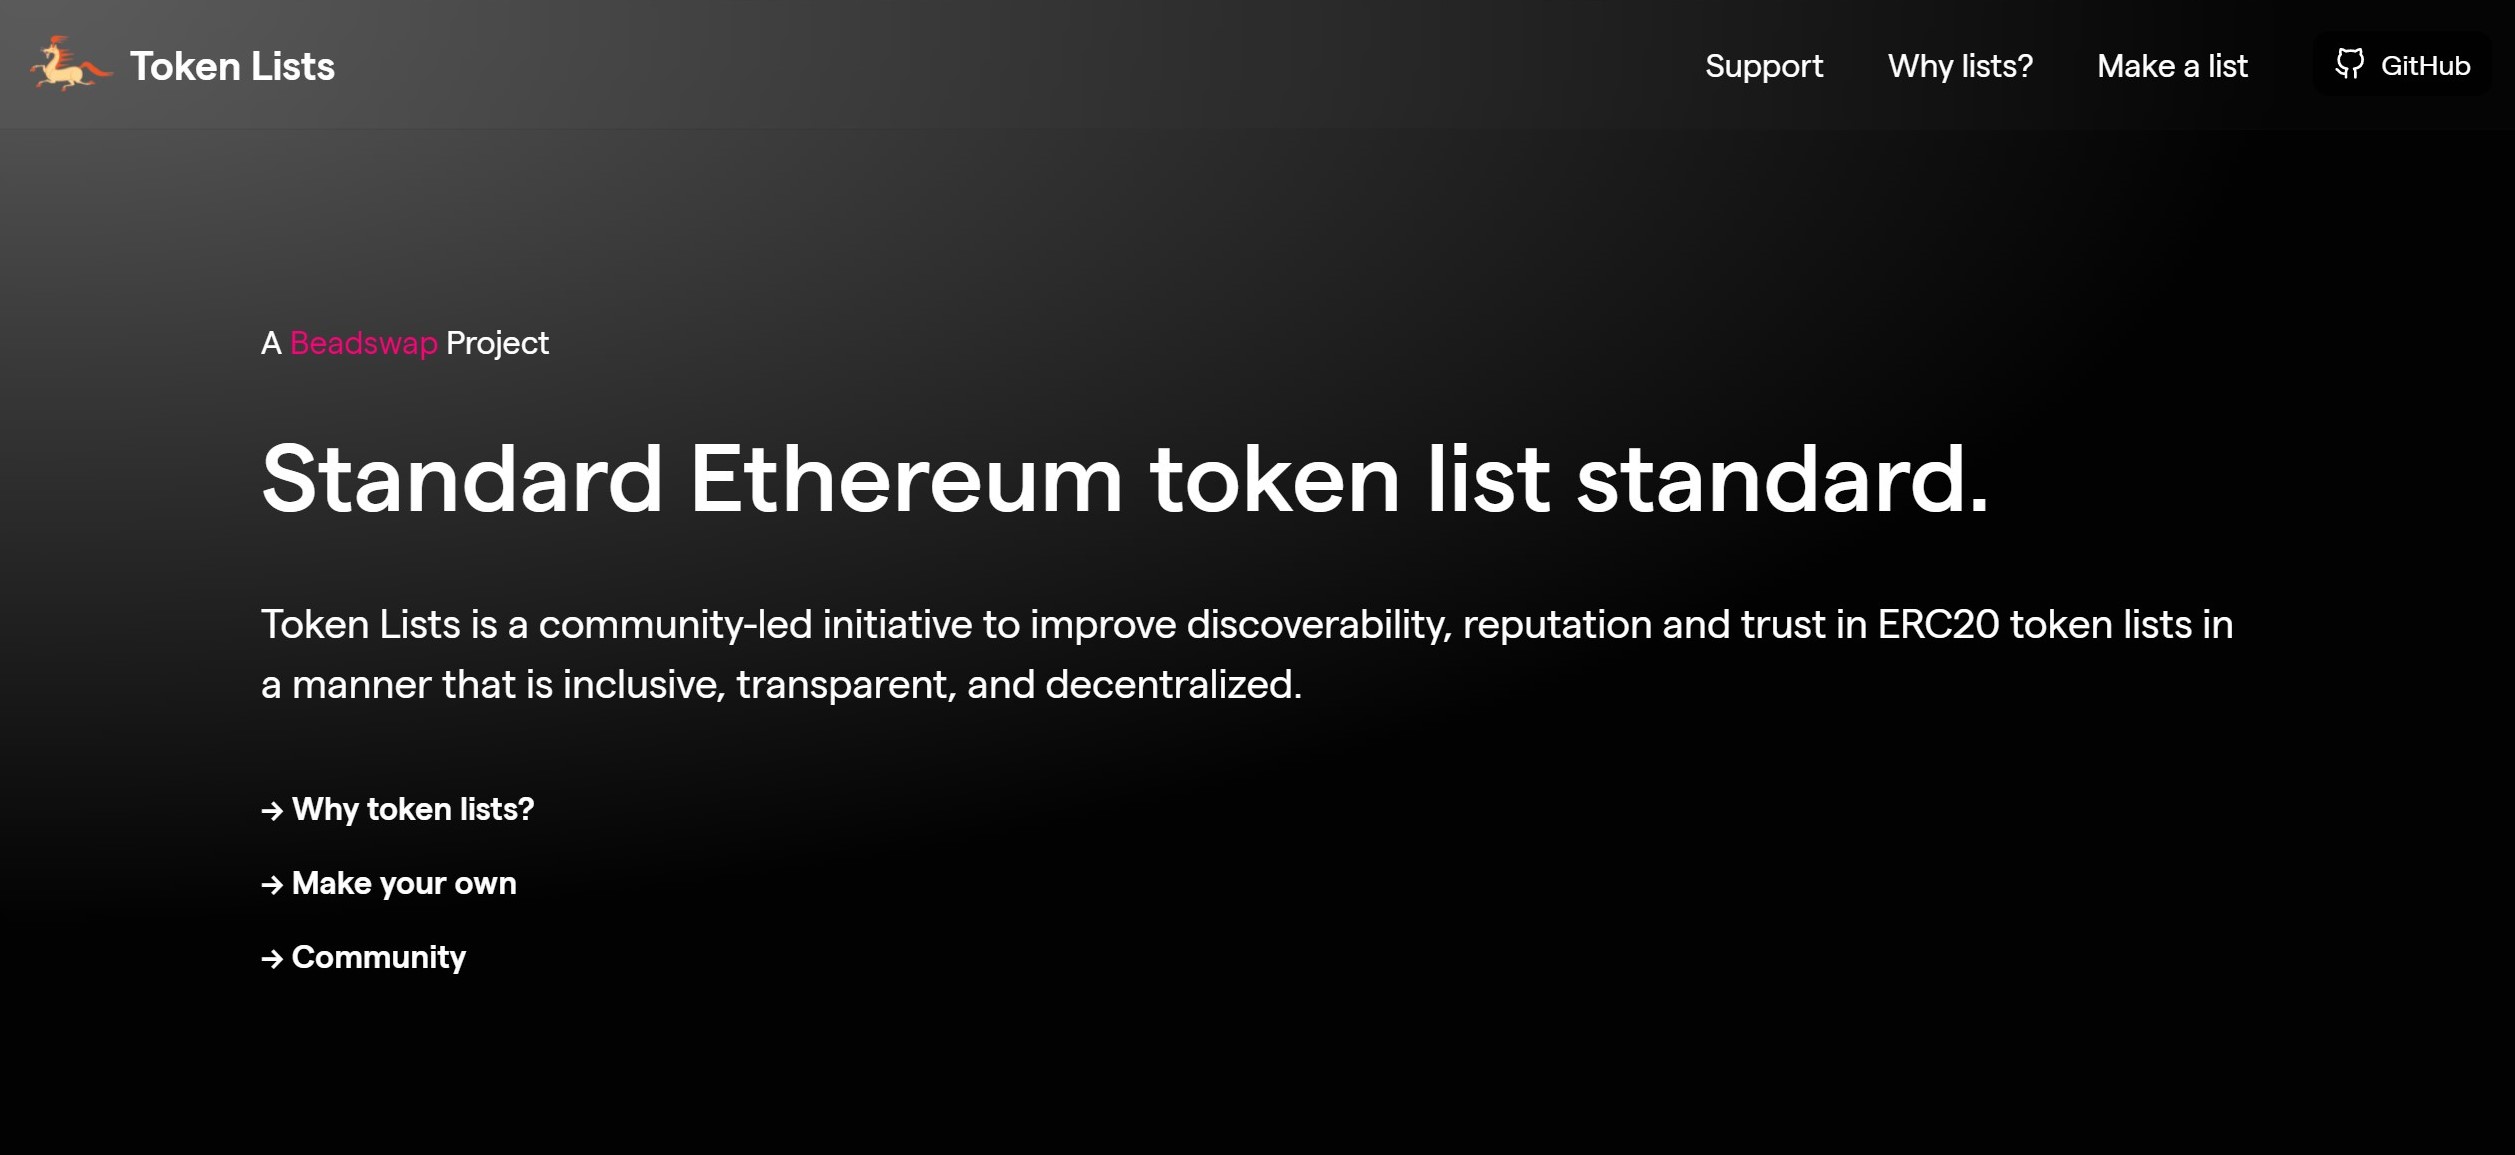 Token Lists
Support
Why lists?
Make a list
GitHub
A Beadswap Project
Standard Ethereum token list standard.
Token Lists is a community-led initiative to improve discoverability, reputation and trust in ERC20 token lists in
a manner that is inclusive, transparent, and decentralized.
→ Why token lists?
→ Make your own
→ Community